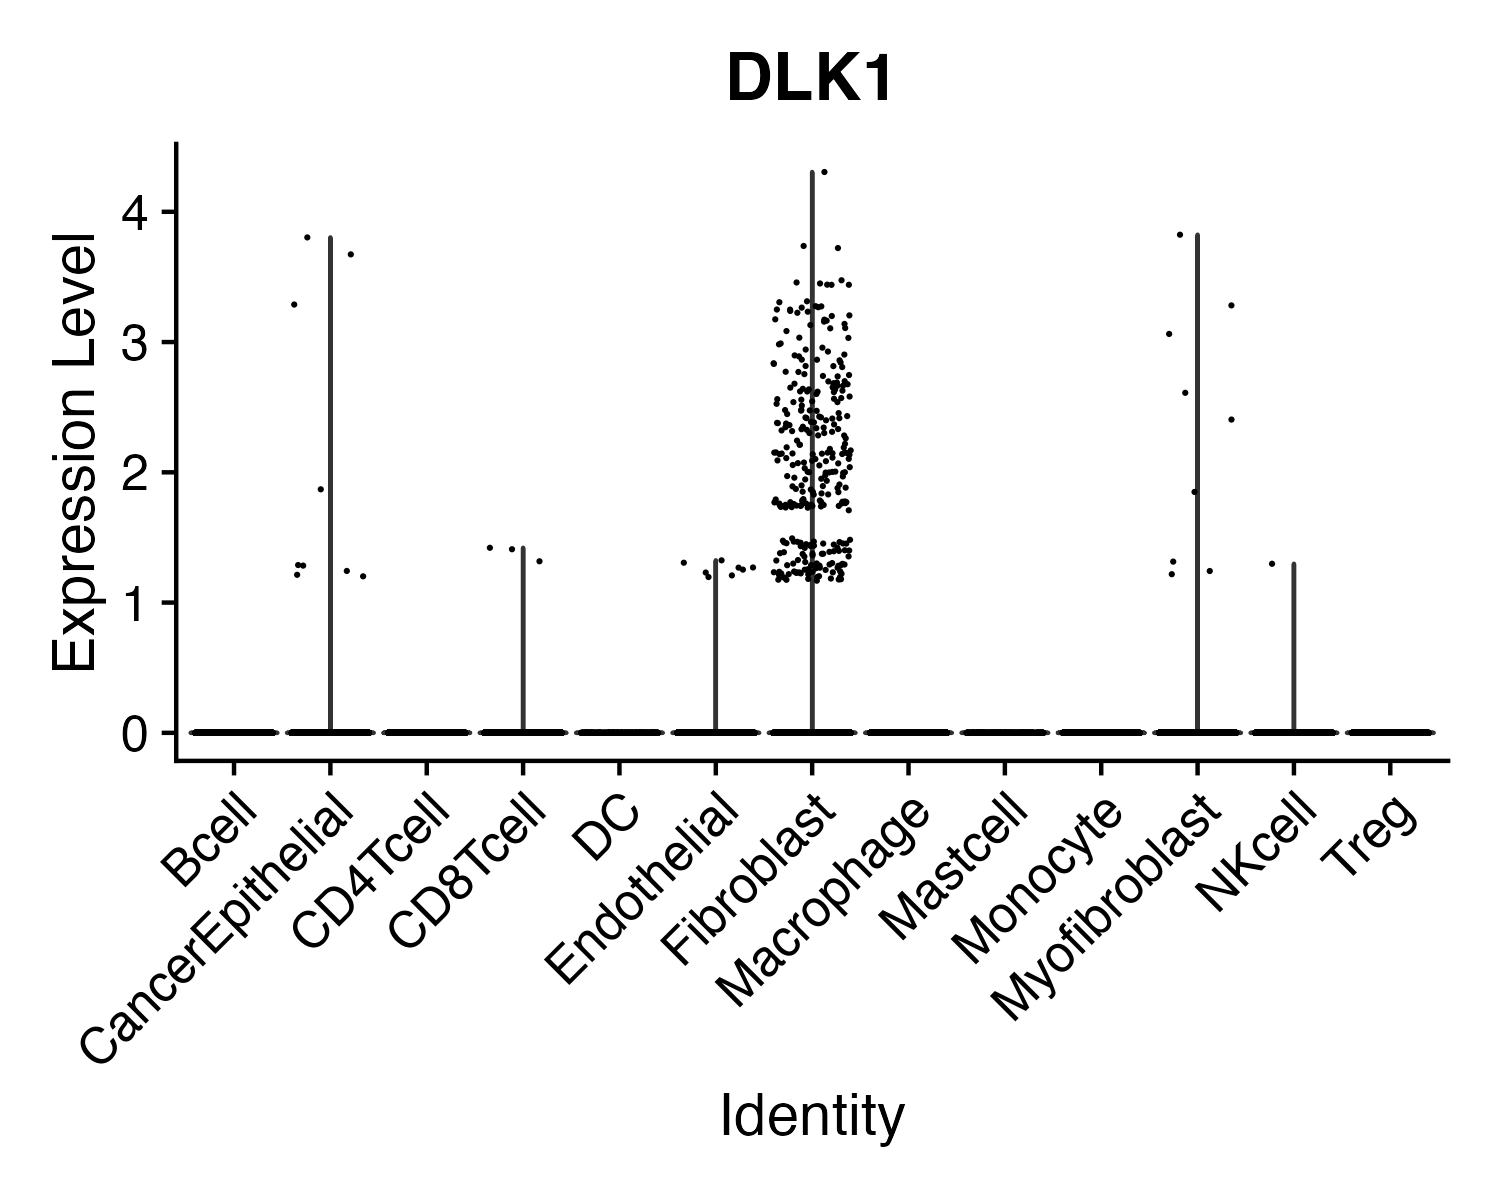 DLK1
Expression Level
4
3
2
1
0
Bcell
CancerEpithelial
CD4Tcell
CD8Tcell
DC
Endothelial
Fibroblast
Macrophage
Mastcell
Monocyte
Myofibroblast
NKcell
Treg
Identity